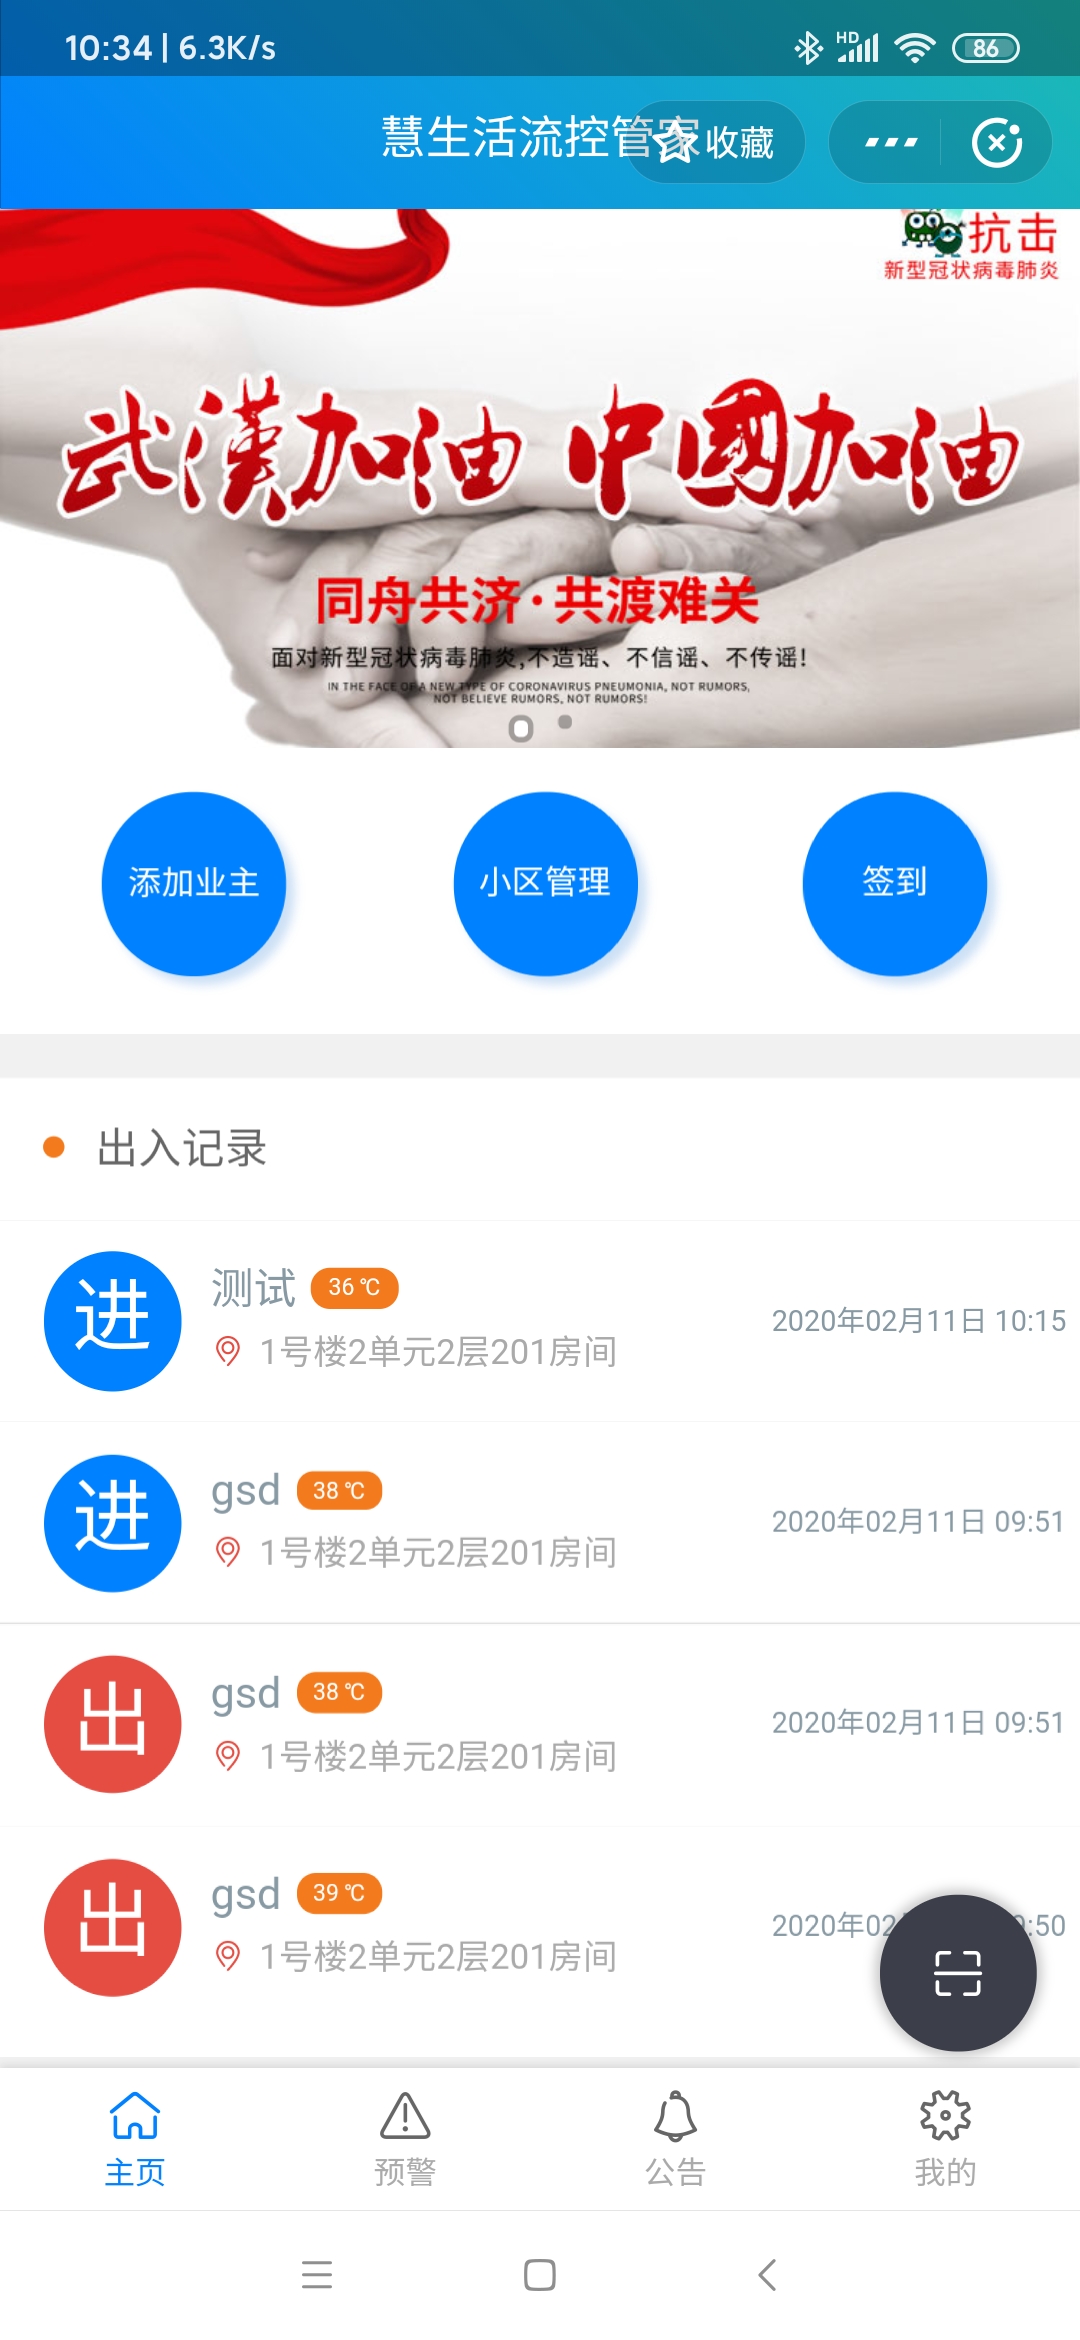 10:34 | 6.3K/s
HD
86
慧生活流控管家
收藏
抗击
新型冠状病毒肺炎
武漢加油 中國加油
同舟共济·共渡难关
面对新型冠状病毒肺炎,不造谣、不信谣、不传谣!
IN THE FACE OF A NEW TYPE OF CORONAVIRUS PNEUMONIA, NOT RUMORS,
NOT BELIEVE RUMORS, NOT RUMORS!
添加业主
小区管理
签到
出入记录
进
测试 36 ℃
1号楼2单元2层201房间
2020年02月11日 10:15
进
gsd 38 ℃
1号楼2单元2层201房间
2020年02月11日 09:51
出
gsd 38 ℃
1号楼2单元2层201房间
2020年02月11日 09:51
出
gsd 39 ℃
1号楼2单元2层201房间
2020年02 :50
主页
预警
公告
我的